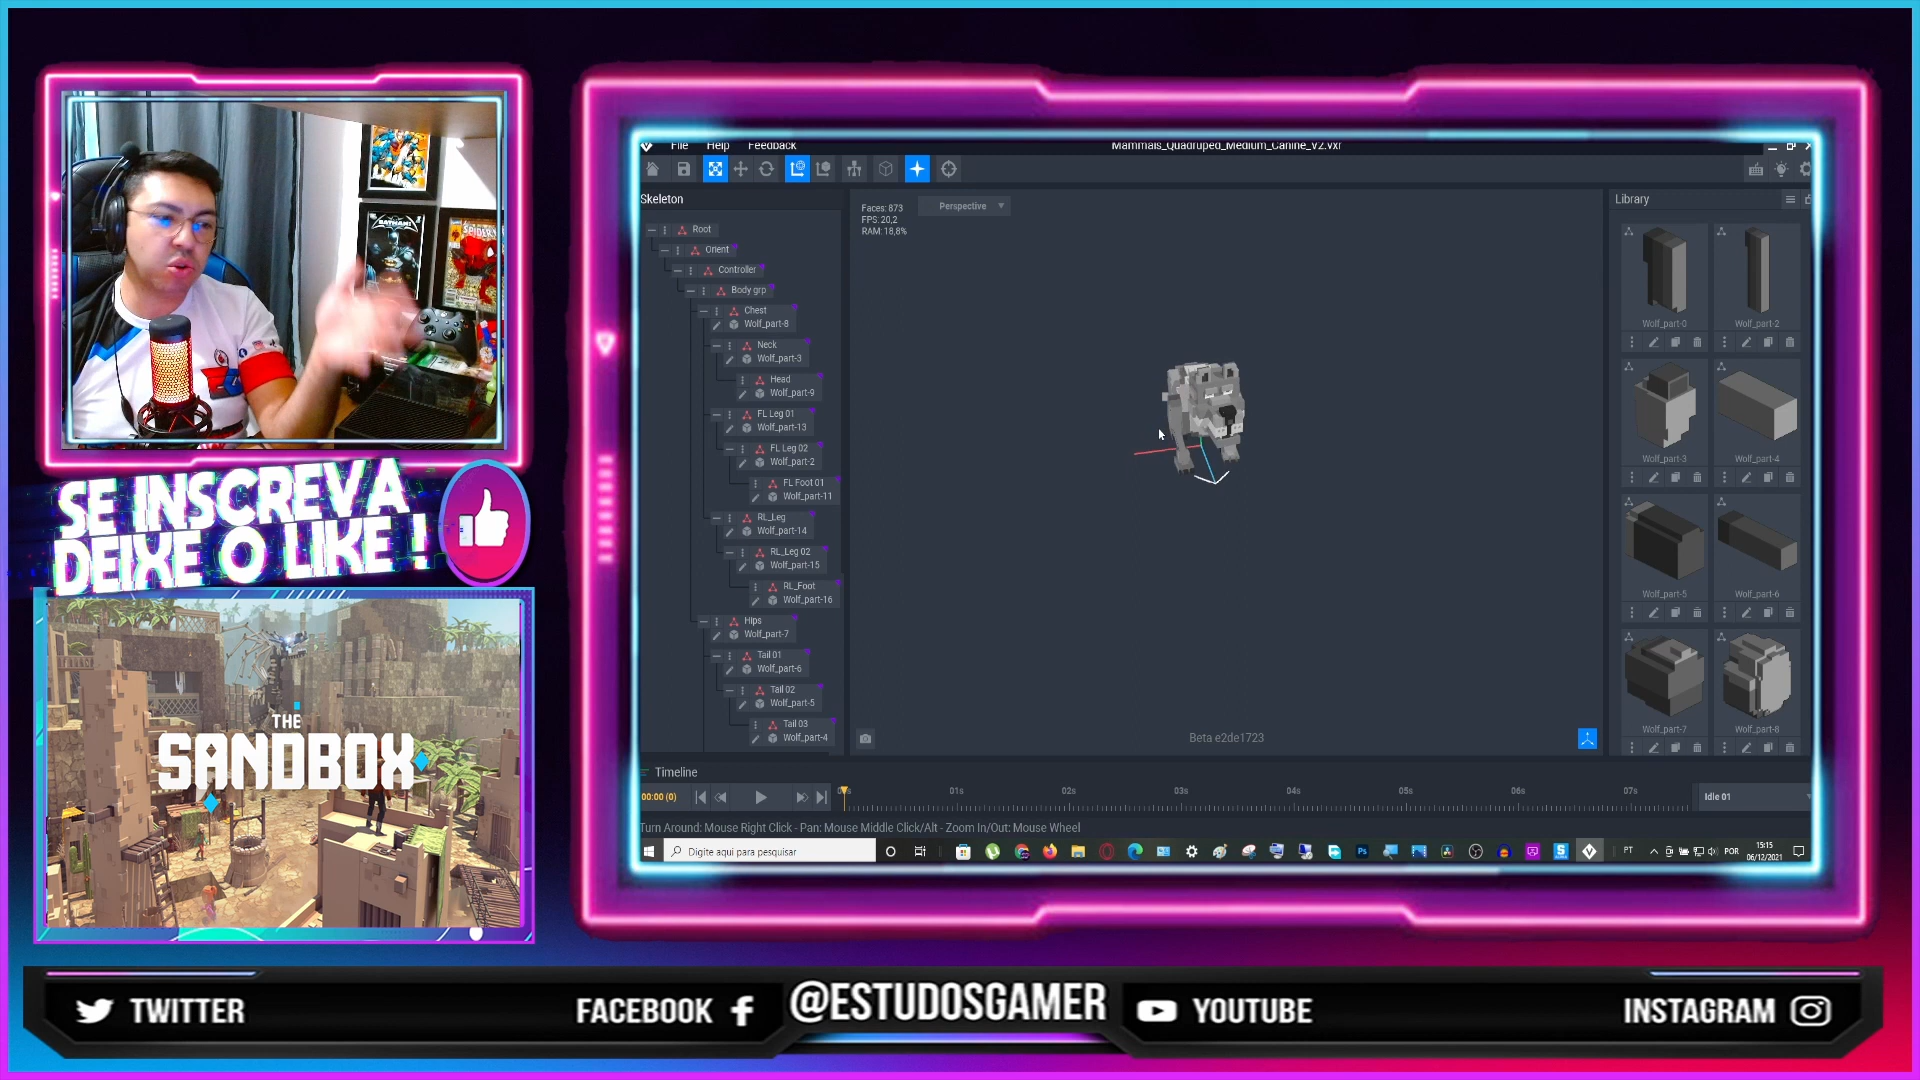 BATMAN
SE INSCREVA
DEIXE O LIKE !
THE
SANDBOX
File Help Feedback
Mammals_Quadruped_Medium_Canine_V2.vxr
Skeleton
Root
Orient
Controller
Body grp
Chest
Wolf_part-8
Neck
Wolf_part-3
Head
Wolf_part-9
FL Leg 01
Wolf_part-13
FL Leg 02
Wolf_part-2
FL Foot 01
Wolf_part-11
RL_Leg
Wolf_part-14
RL_Leg 02
Wolf_part-15
RL_Foot
Wolf_part-16
Hips
Wolf_part-7
Tail 01
Wolf_part-6
Tail 02
Wolf_part-5
Tail 03
Wolf_part-4
Faces: 873
FPS: 20,2
RAM: 18,8%
Perspective
Beta e2de1723
Library
Wolf_part-0
Wolf_part-2
Wolf_part-3
Wolf_part-4
Wolf_part-5
Wolf_part-6
Wolf_part-7
Wolf_part-8
Timeline
00:00 (0)
01s 02s 03s 04s 05s 06s 07s
Idle 01
Turn Around: Mouse Right Click - Pan: Mouse Middle Click/Alt - Zoom In/Out: Mouse Wheel
Digite aqui para pesquisar
Ps
S
PT
POR
15:15
06/12/2021
TWITTER
FACEBOOK
@ESTUDOSGAMER
YOUTUBE
INSTAGRAM